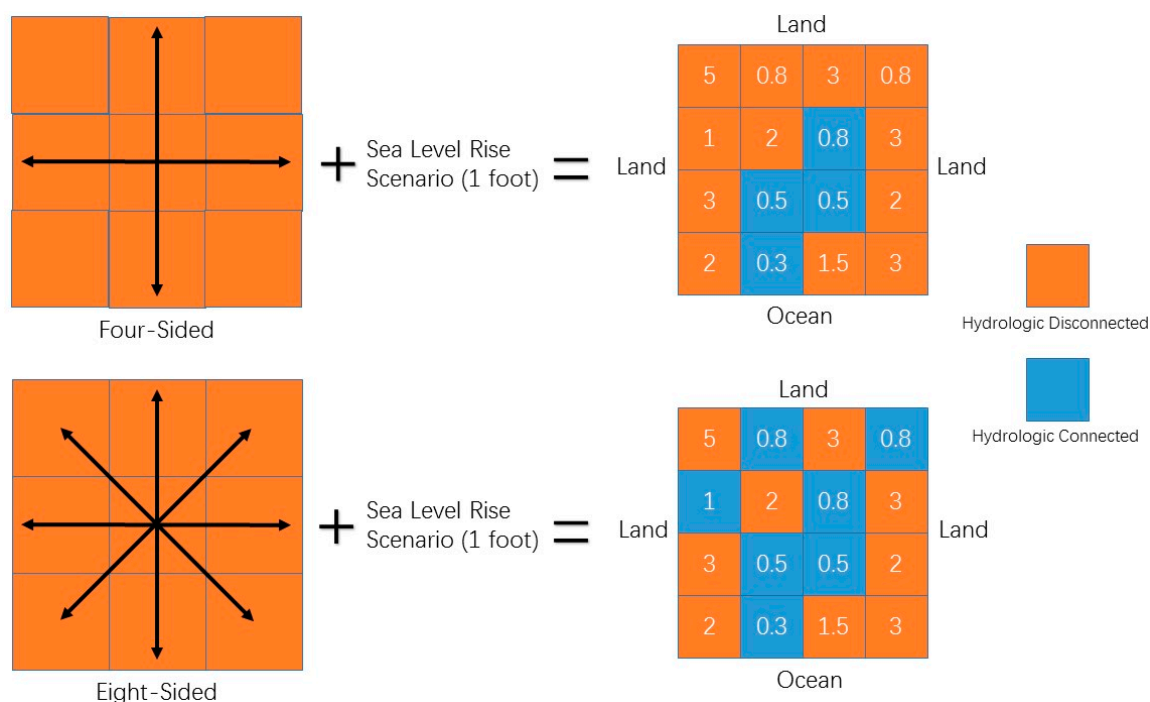 Four-Sided
Sea Level Rise
Scenario (1 foot)
Land
Land
5 0.8 3 0.8
1 2 0.8 3
3 0.5 0.5 2
2 0.3 1.5 3
Land
Ocean
Hydrologic Disconnected
Hydrologic Connected
Eight-Sided
Sea Level Rise
Scenario (1 foot)
Land
Land
5 0.8 3 0.8
1 2 0.8 3
3 0.5 0.5 2
2 0.3 1.5 3
Land
Ocean